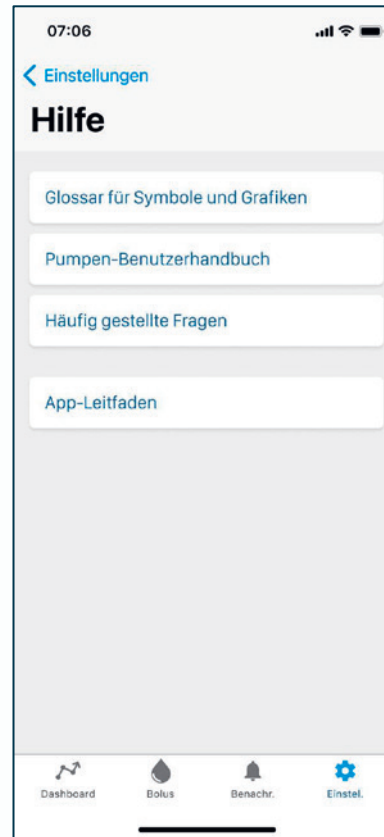 07:06
Einstellungen
Hilfe
Glossar für Symbole und Grafiken
Pumpen-Benutzerhandbuch
Häufig gestellte Fragen
App-Leitfaden
Dashboard Bolus Benachr. Einstel.